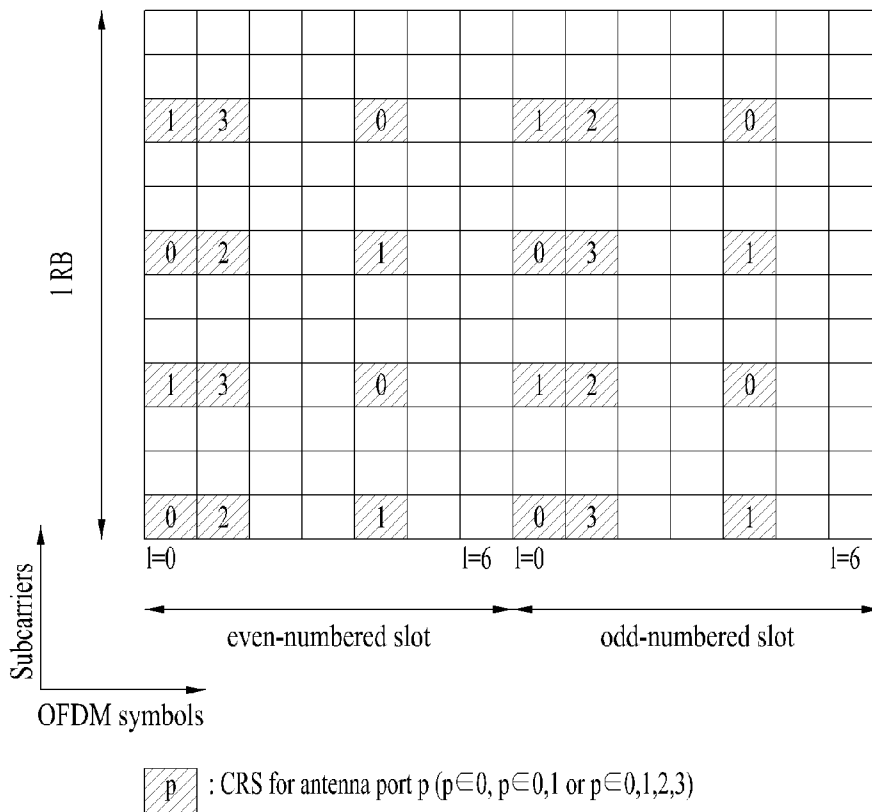 1 3 0 1 2 0
0 2 1 0 3 1
1 RB
1 3 0 1 2 0
0 2 1 0 3 1
l=0 l=6 l=0 l=6
Subcarriers
even-numbered slot odd-numbered slot
OFDM symbols
p : CRS for antenna port p (p∈0, p∈0,1 or p∈0,1,2,3)